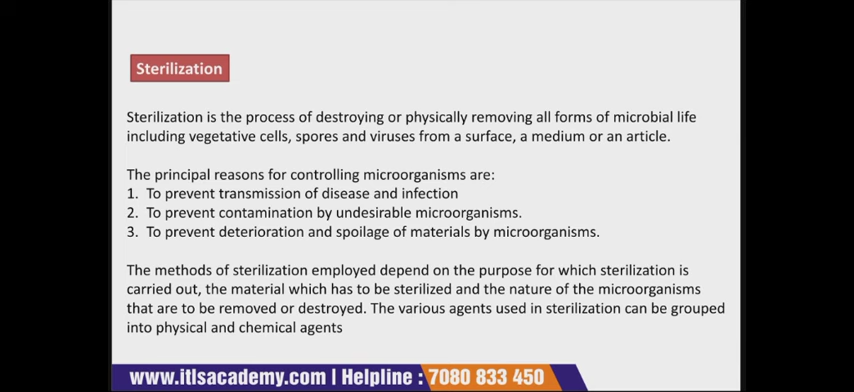 Sterilization
Sterilization is the process of destroying or physically removing all forms of microbial life
including vegetative cells, spores and viruses from a surface, a medium or an article.
The principal reasons for controlling microorganisms are:
1. To prevent transmission of disease and infection
2. To prevent contamination by undesirable microorganisms.
3. To prevent deterioration and spoilage of materials by microorganisms.
The methods of sterilization employed depend on the purpose for which sterilization is
carried out, the material which has to be sterilized and the nature of the microorganisms
that are to be removed or destroyed. The various agents used in sterilization can be grouped
into physical and chemical agents
www.itlsacademy.com | Helpline : 7080 833 450